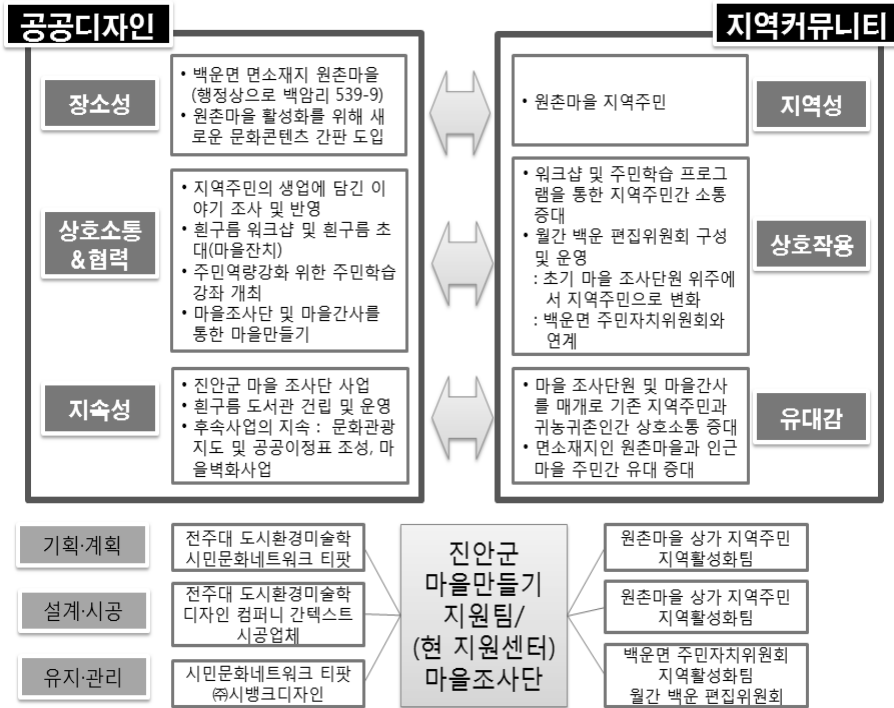 공공디자인
지역커뮤니티
장소성
• 백운면 면소재지 원촌마을
(행정상으로 백암리 539-9)
• 원촌마을 활성화를 위해 새
로운 문화콘텐츠 간판 도입
• 원촌마을 지역주민
지역성
상호소통
&협력
• 지역주민의 생업에 담긴 이
야기 조사 및 반영
• 흰구름 워크샵 및 흰구름 초
대(마을잔치)
• 주민역량강화 위한 주민학습
강좌 개최
• 마을조사단 및 마을간사를
통한 마을만들기
• 워크샵 및 주민학습 프로그
램을 통한 지역주민간 소통
증대
• 월간 백운 편집위원회 구성
및 운영
: 초기 마을 조사단원 위주에
서 지역주민으로 변화
: 백운면 주민자치위원회와
연계
상호작용
지속성
• 진안군 마을 조사단 사업
• 흰구름 도서관 건립 및 운영
• 후속사업의 지속 : 문화관광
지도 및 공공이정표 조성, 마
을벽화사업
• 마을 조사단원 및 마을간사
를 매개로 기존 지역주민과
귀농귀촌인간 상호소통 증대
• 면소재지인 원촌마을과 인근
마을 주민간 유대 증대
유대감
기획·계획
전주대 도시환경미술학
시민문화네트워크 티팟
설계·시공
전주대 도시환경미술학
디자인 컴퍼니 간텍스트
시공업체
유지·관리
시민문화네트워크 티팟
㈜시뱅크디자인
진안군
마을만들기
지원팀/
(현 지원센터)
마을조사단
원촌마을 상가 지역주민
지역활성화팀
원촌마을 상가 지역주민
지역활성화팀
백운면 주민자치위원회
지역활성화팀
월간 백운 편집위원회